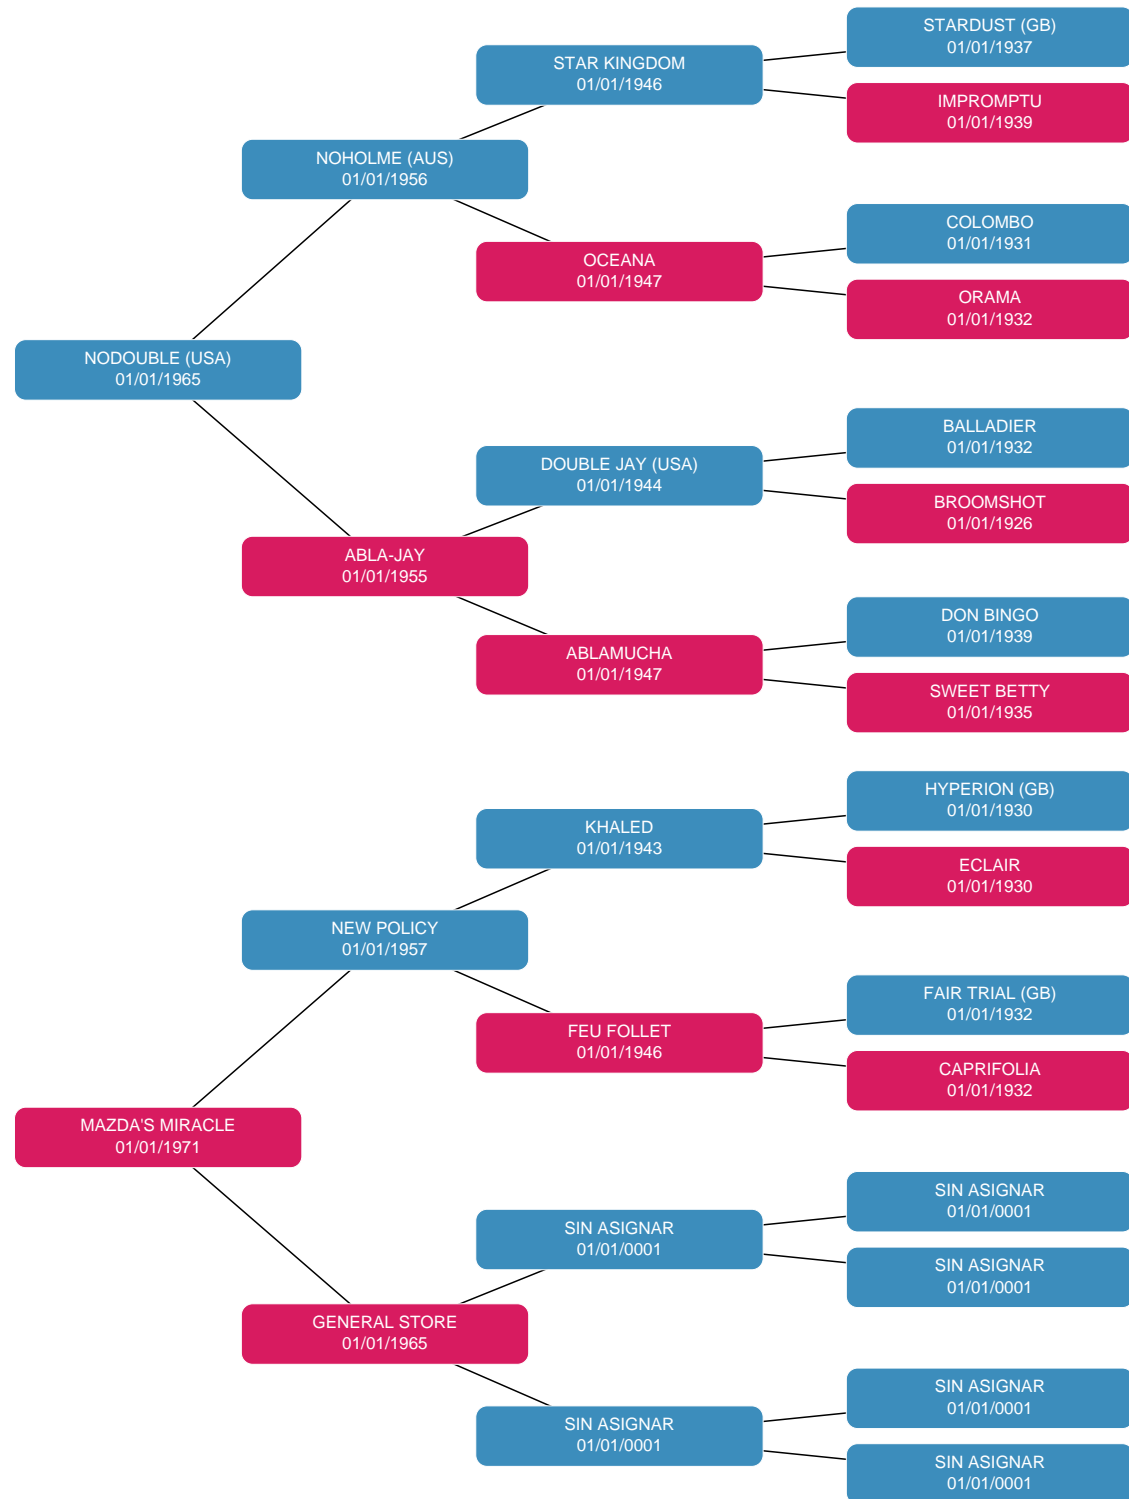 STARDUST (GB)
01/01/1937
STAR KINGDOM
01/01/1946
IMPROMPTU
01/01/1939
NOHOLME (AUS)
01/01/1956
COLOMBO
01/01/1931
OCEANA
01/01/1947
ORAMA
01/01/1932
NODOUBLE (USA)
01/01/1965
BALLADIER
01/01/1932
DOUBLE JAY (USA)
01/01/1944
BROOMSHOT
01/01/1926
ABLA-JAY
01/01/1955
DON BINGO
01/01/1939
ABLAMUCHA
01/01/1947
SWEET BETTY
01/01/1935
HYPERION (GB)
01/01/1930
KHALED
01/01/1943
ECLAIR
01/01/1930
NEW POLICY
01/01/1957
FAIR TRIAL (GB)
01/01/1932
FEU FOLLET
01/01/1946
CAPRIFOLIA
01/01/1932
MAZDA'S MIRACLE
01/01/1971
SIN ASIGNAR
01/01/0001
SIN ASIGNAR
01/01/0001
SIN ASIGNAR
01/01/0001
GENERAL STORE
01/01/1965
SIN ASIGNAR
01/01/0001
SIN ASIGNAR
01/01/0001
SIN ASIGNAR
01/01/0001